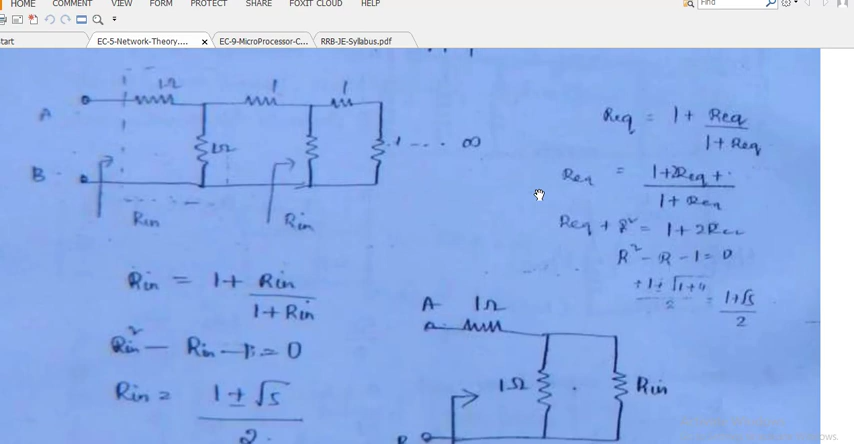 HOME COMMENT VIEW FORM PROTECT SHARE FOXIT CLOUD HELP
Find
tart EC-5-Network-Theory.... × EC-9-MicroProcessor-C... RRB-JE-Syllabus.pdf
1Ω 1 1
A
1Ω 1 .... ∞
B
Rin Rin
Req = 1 + Req / 1 + Req
Req = 1+2Req + / 1 + Req
Req + R² = 1 + 2Req
R² - R - 1 = 0
1 ± √1+4 / 2 = 1+√5 / 2
Rin = 1 + Rin / 1 + Rin
Rin² - Rin - 1 = 0
Rin = 1 ± √5 / 2
A 1Ω
1Ω Rin
B
ws.